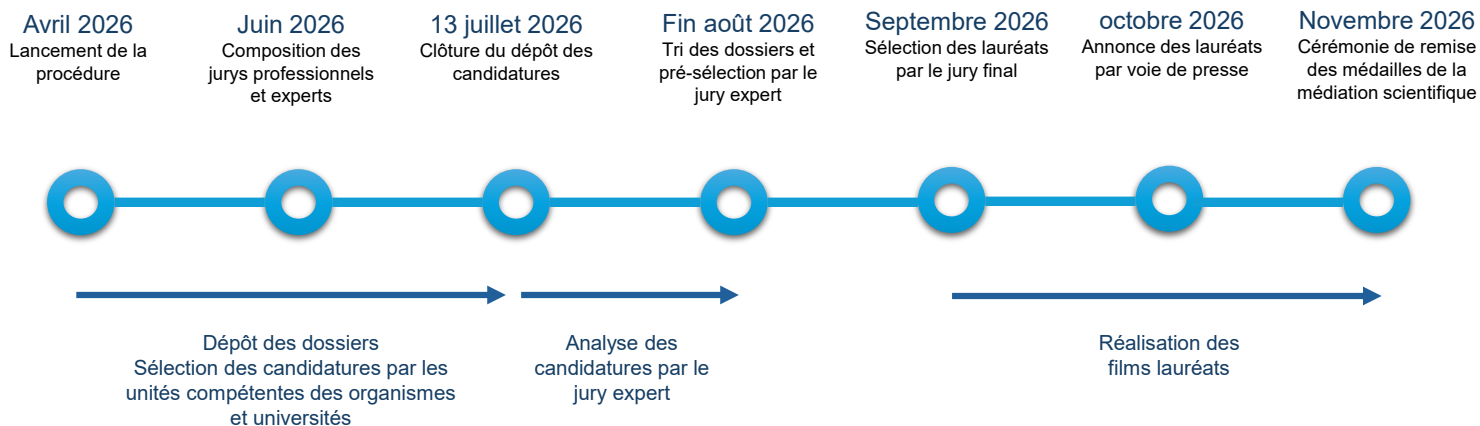 Avril 2026
Lancement de la
procédure
Juin 2026
Composition des
jurys professionnels
et experts
13 juillet 2026
Clôture du dépôt des
candidatures
Fin août 2026
Tri des dossiers et
pré-sélection par le
jury expert
Septembre 2026
Sélection des lauréats
par le jury final
octobre 2026
Annonce des lauréats
par voie de presse
Novembre 2026
Cérémonie de remise
des médailles de la
médiation scientifique
Dépôt des dossiers
Sélection des candidatures par les
unités compétentes des organismes
et universités
Analyse des
candidatures par le
jury expert
Réalisation des
films lauréats